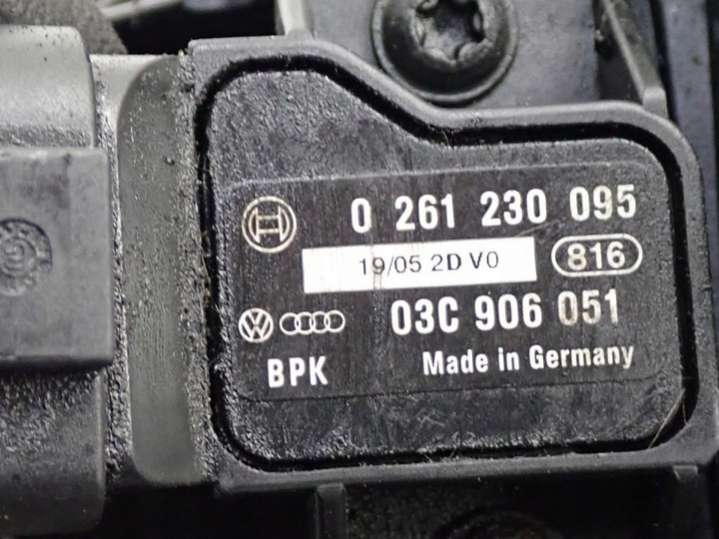 0 261 230 095
19/05 2D V0
816
03C 906 051
BPK
Made in Germany